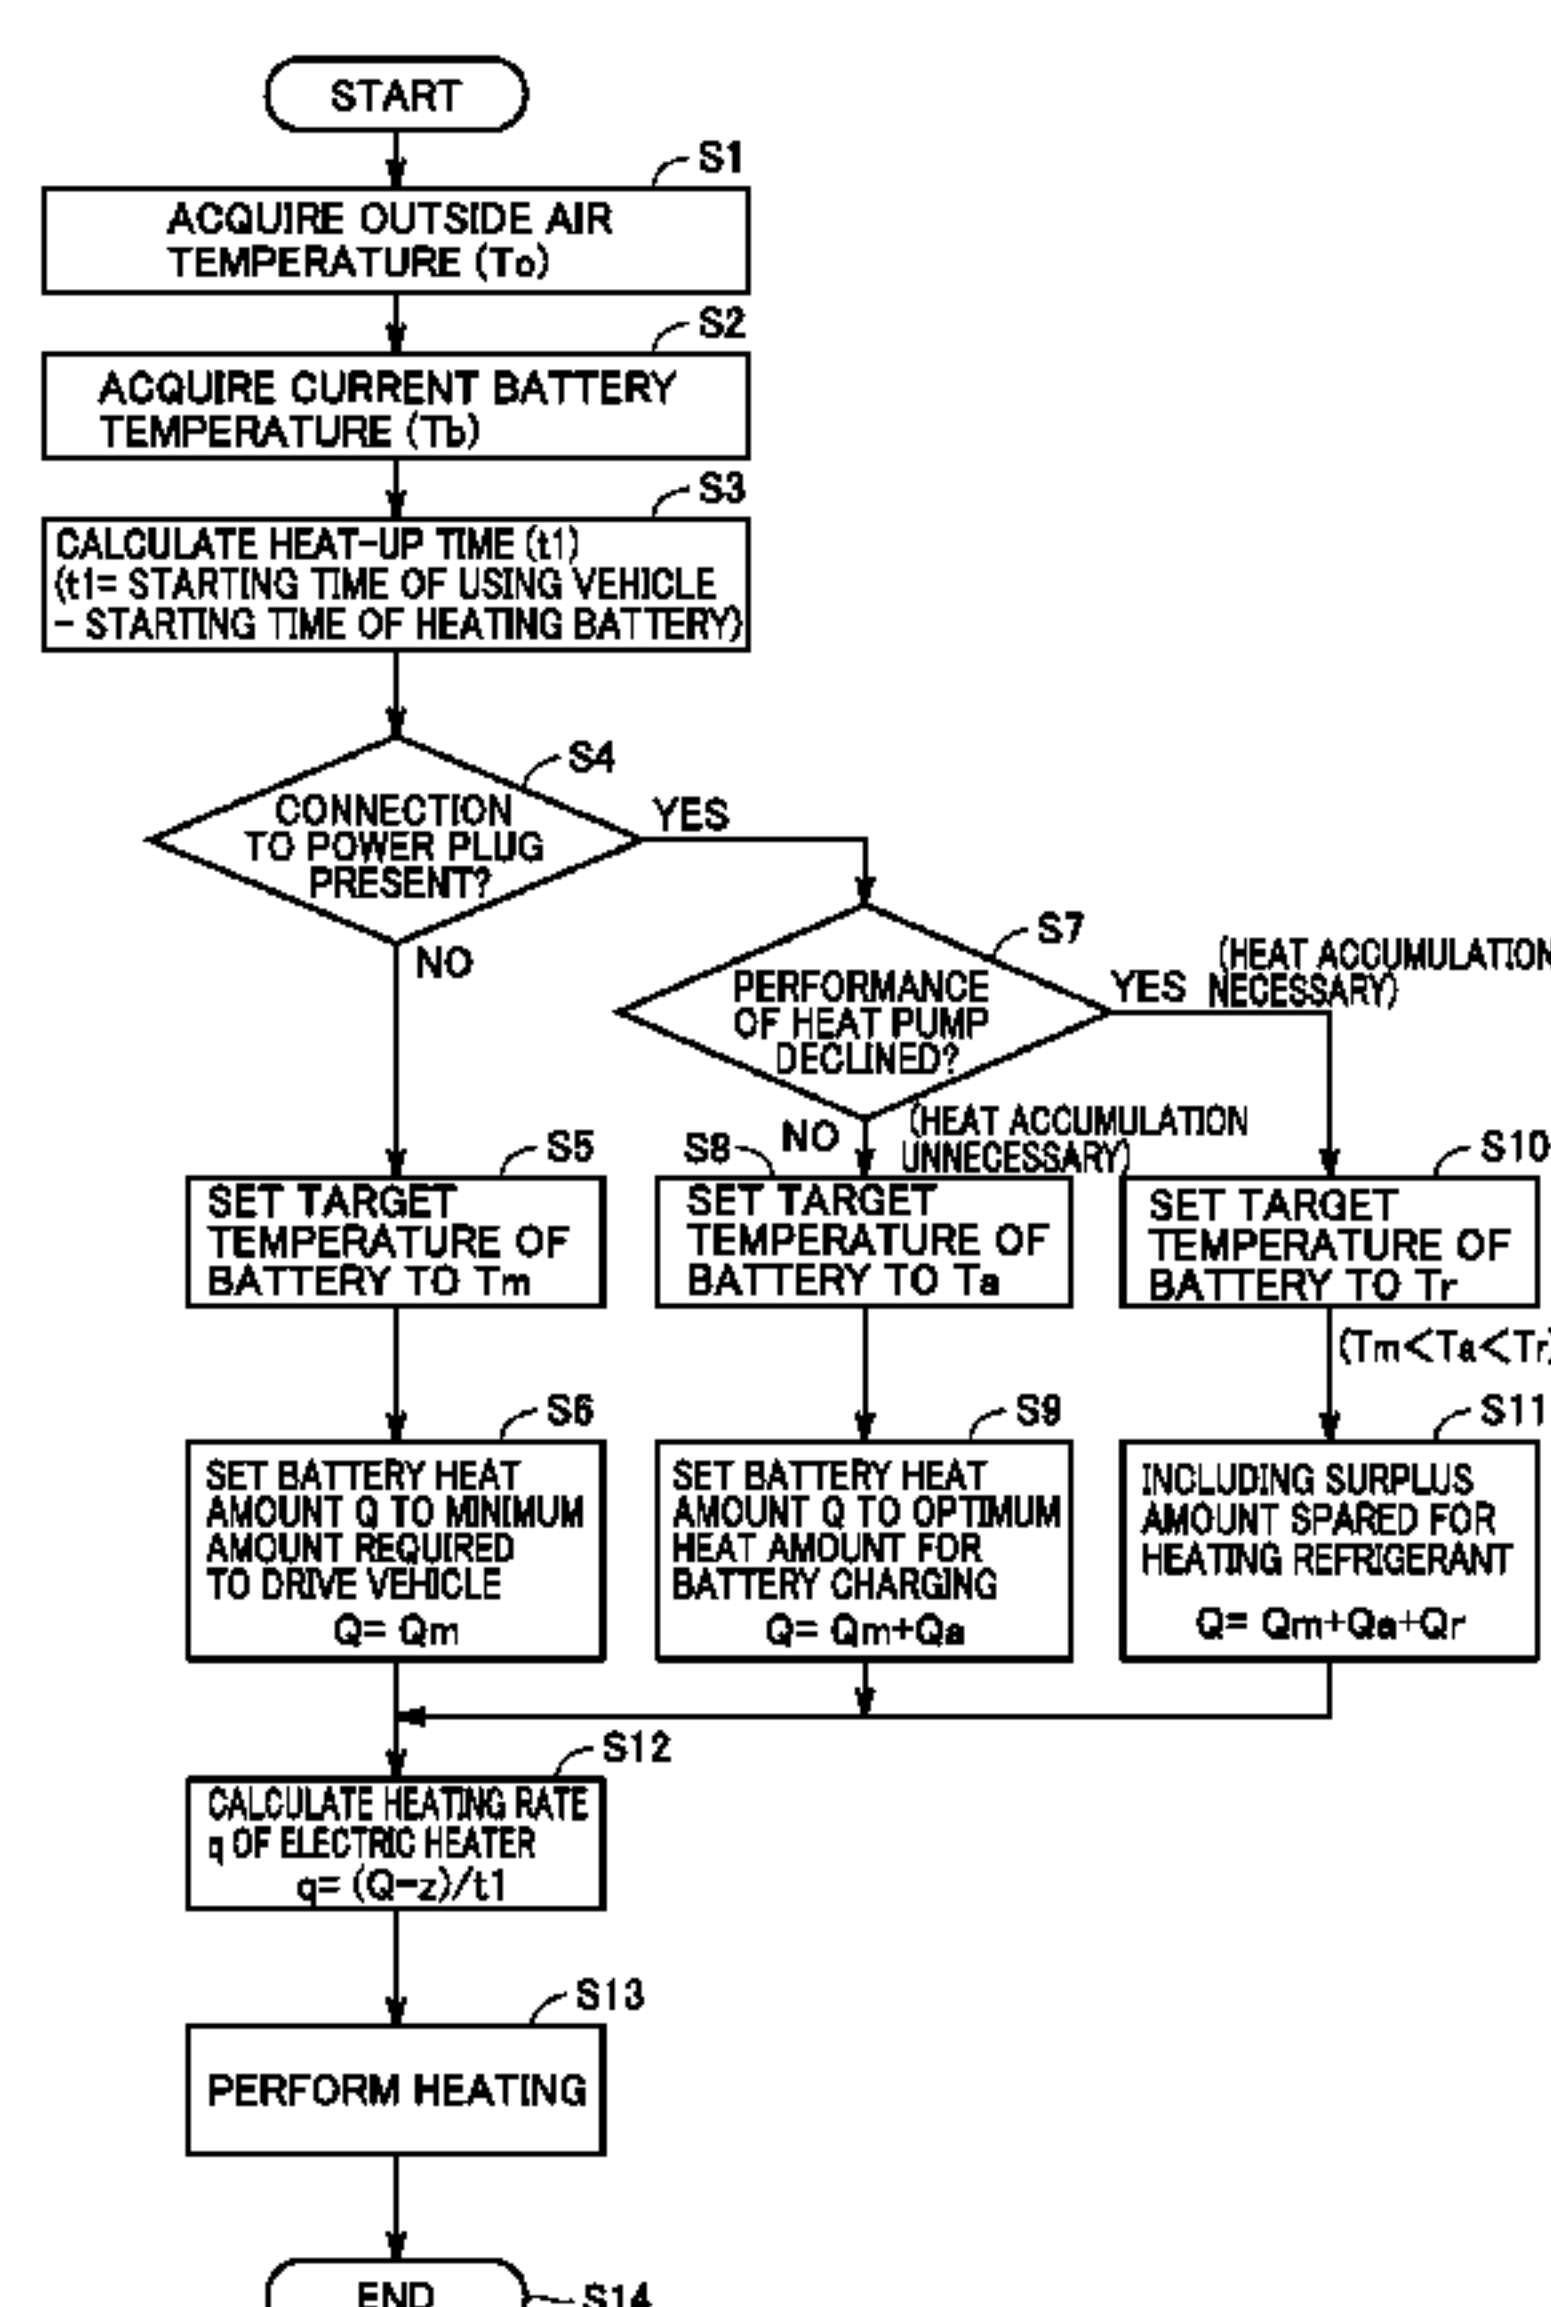 START
S1
ACQUIRE OUTSIDE AIR
TEMPERATURE (To)
S2
ACQUIRE CURRENT BATTERY
TEMPERATURE (Tb)
S3
CALCULATE HEAT-UP TIME (t1)
(t1= STARTING TIME OF USING VEHICLE
- STARTING TIME OF HEATING BATTERY)
S4
CONNECTION
TO POWER PLUG
PRESENT?
YES
NO
S7
PERFORMANCE
OF HEAT PUMP
DECLINED?
YES
(HEAT ACCUMULATION
NECESSARY)
NO
(HEAT ACCUMULATION
UNNECESSARY)
S5
SET TARGET
TEMPERATURE OF
BATTERY TO Tm
S8
SET TARGET
TEMPERATURE OF
BATTERY TO Ta
S10
SET TARGET
TEMPERATURE OF
BATTERY TO Tr
(Tm<Ta<Tr)
S6
SET BATTERY HEAT
AMOUNT Q TO MINIMUM
AMOUNT REQUIRED
TO DRIVE VEHICLE
Q= Qm
S9
SET BATTERY HEAT
AMOUNT Q TO OPTIMUM
HEAT AMOUNT FOR
BATTERY CHARGING
Q= Qm+Qa
S11
INCLUDING SURPLUS
AMOUNT SPARED FOR
HEATING REFRIGERANT
Q= Qm+Qa+Qr
S12
CALCULATE HEATING RATE
q OF ELECTRIC HEATER
q= (Q-z)/t1
S13
PERFORM HEATING
END
S14